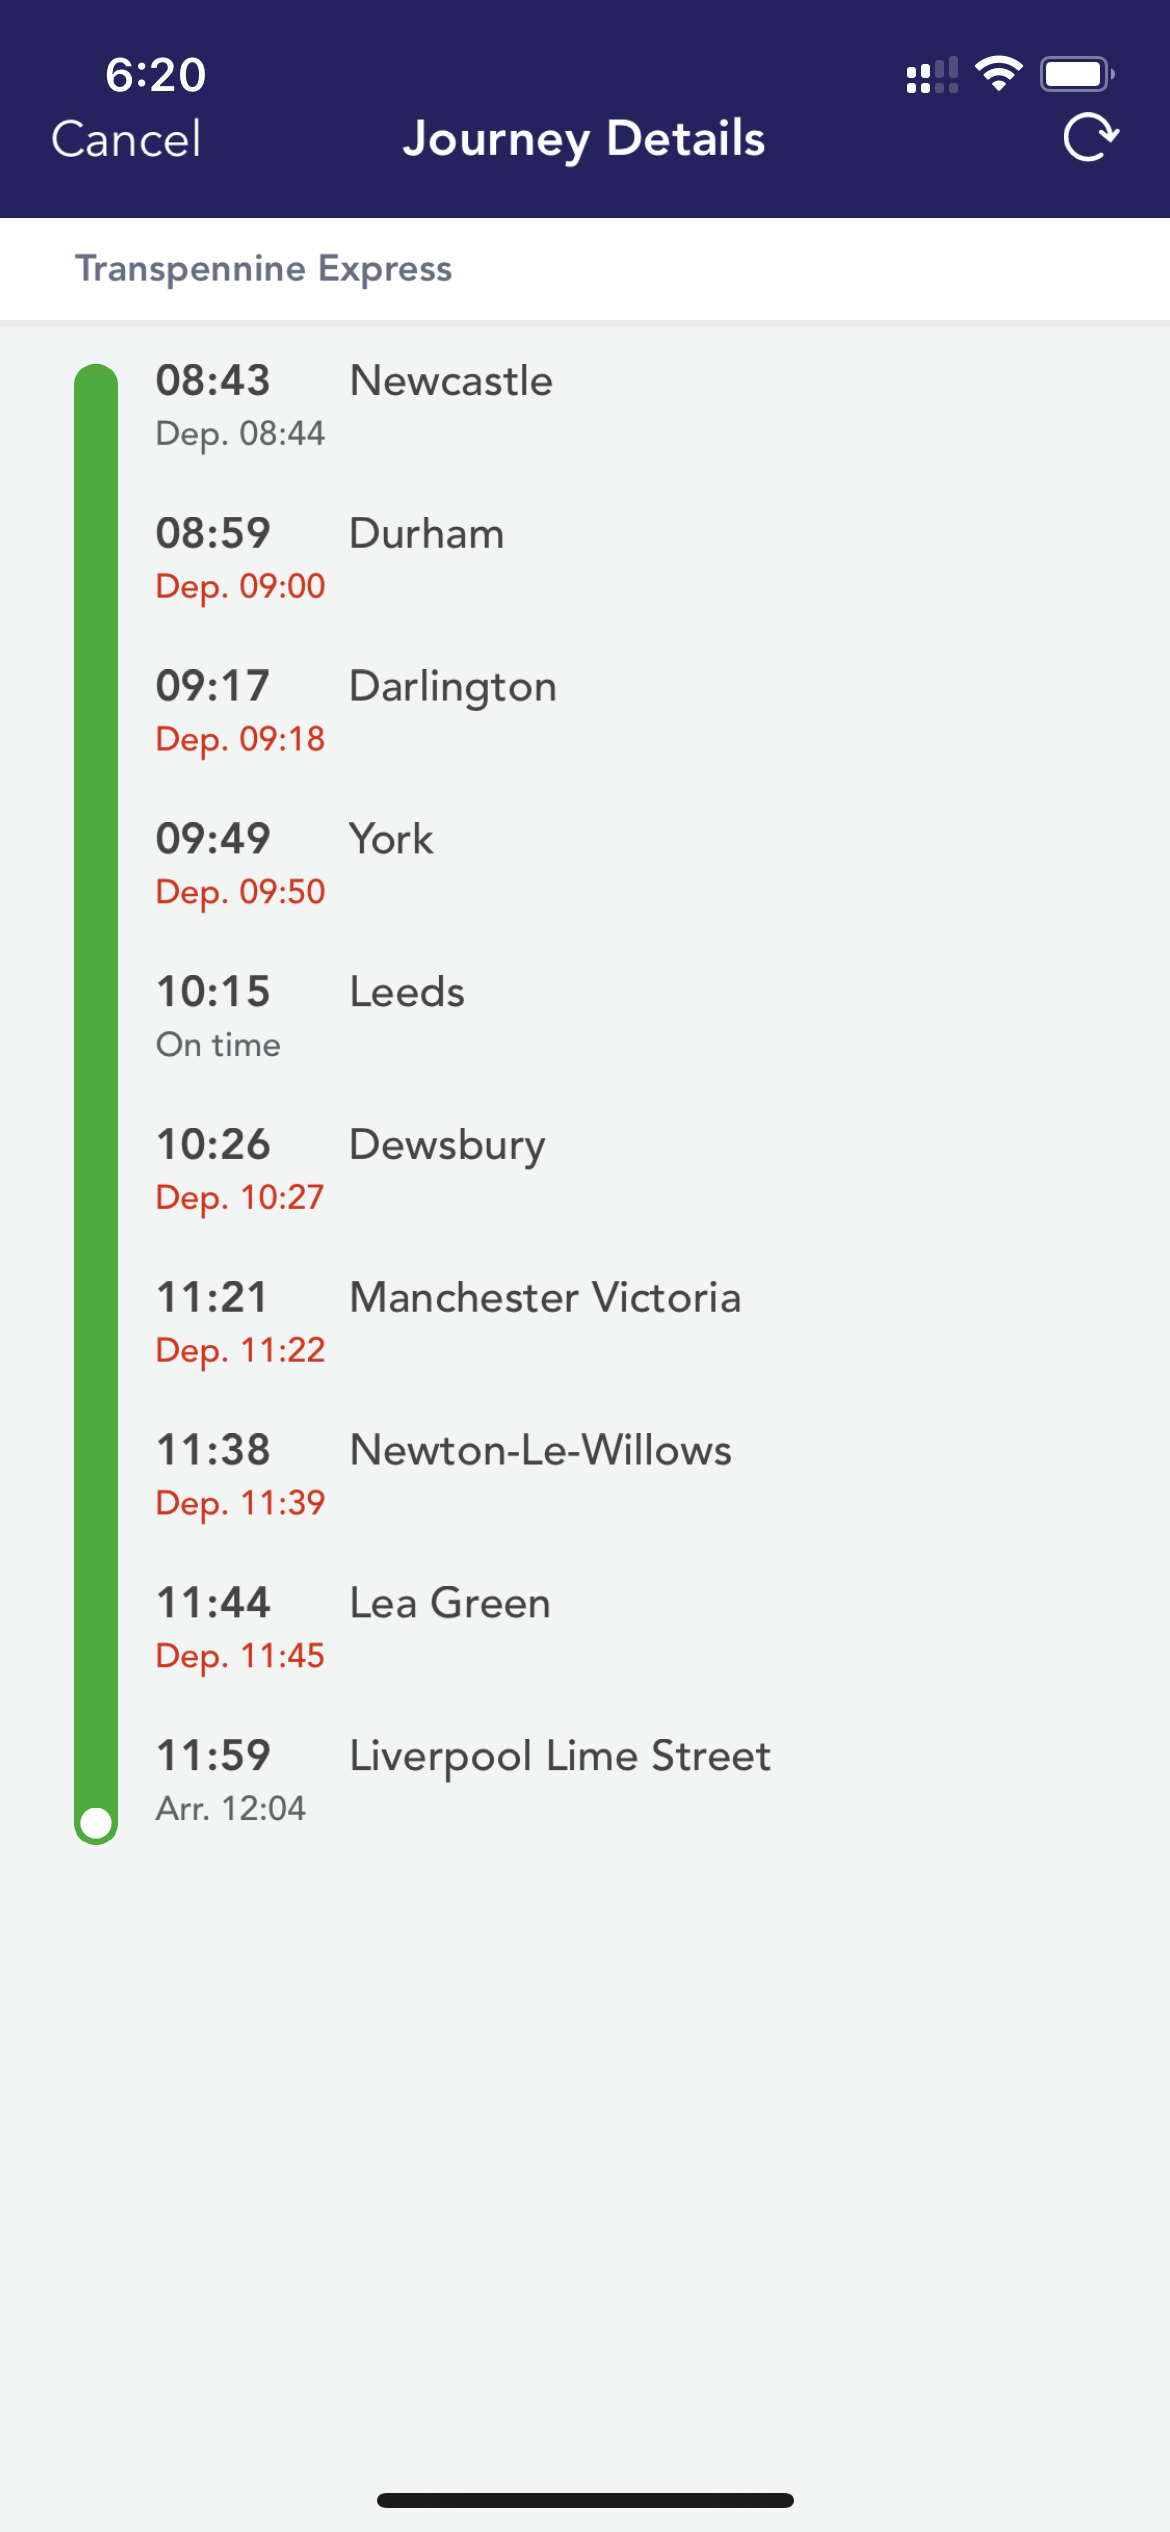 6:20
Cancel
Journey Details
Transpennine Express
08:43 Newcastle
Dep. 08:44
08:59 Durham
Dep. 09:00
09:17 Darlington
Dep. 09:18
09:49 York
Dep. 09:50
10:15 Leeds
On time
10:26 Dewsbury
Dep. 10:27
11:21 Manchester Victoria
Dep. 11:22
11:38 Newton-Le-Willows
Dep. 11:39
11:44 Lea Green
Dep. 11:45
11:59 Liverpool Lime Street
Arr. 12:04